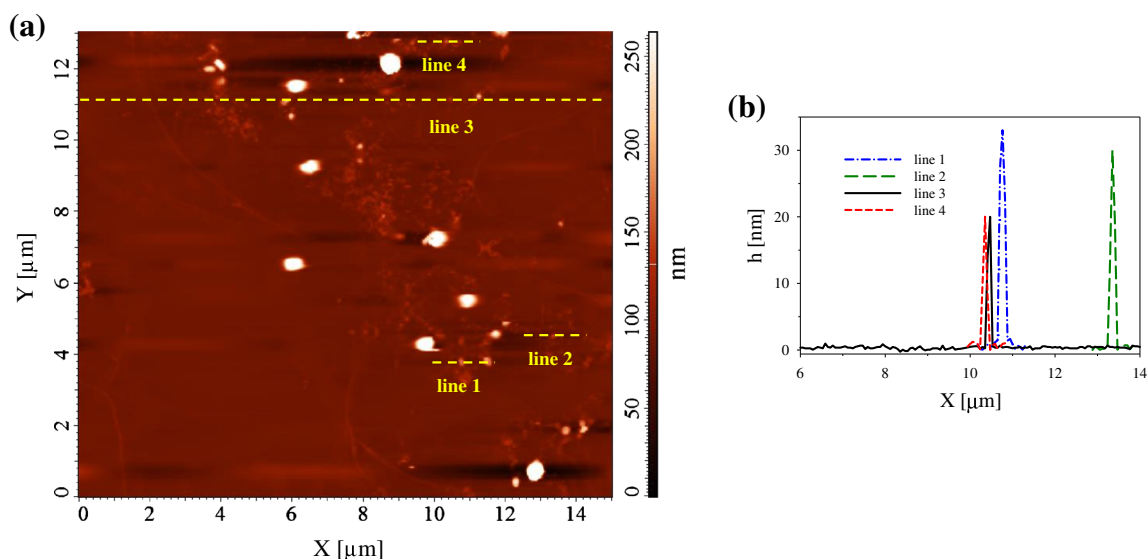 (a)
12
10
8
6
4
2
0
Y [μm]
0 2 4 6 8 10 12 14
X [μm]
line 4
line 3
line 2
line 1
250
200
150
100
50
0
nm
(b)
30
20
10
0
h [nm]
line 1
line 2
line 3
line 4
6 8 10 12 14
X [μm]